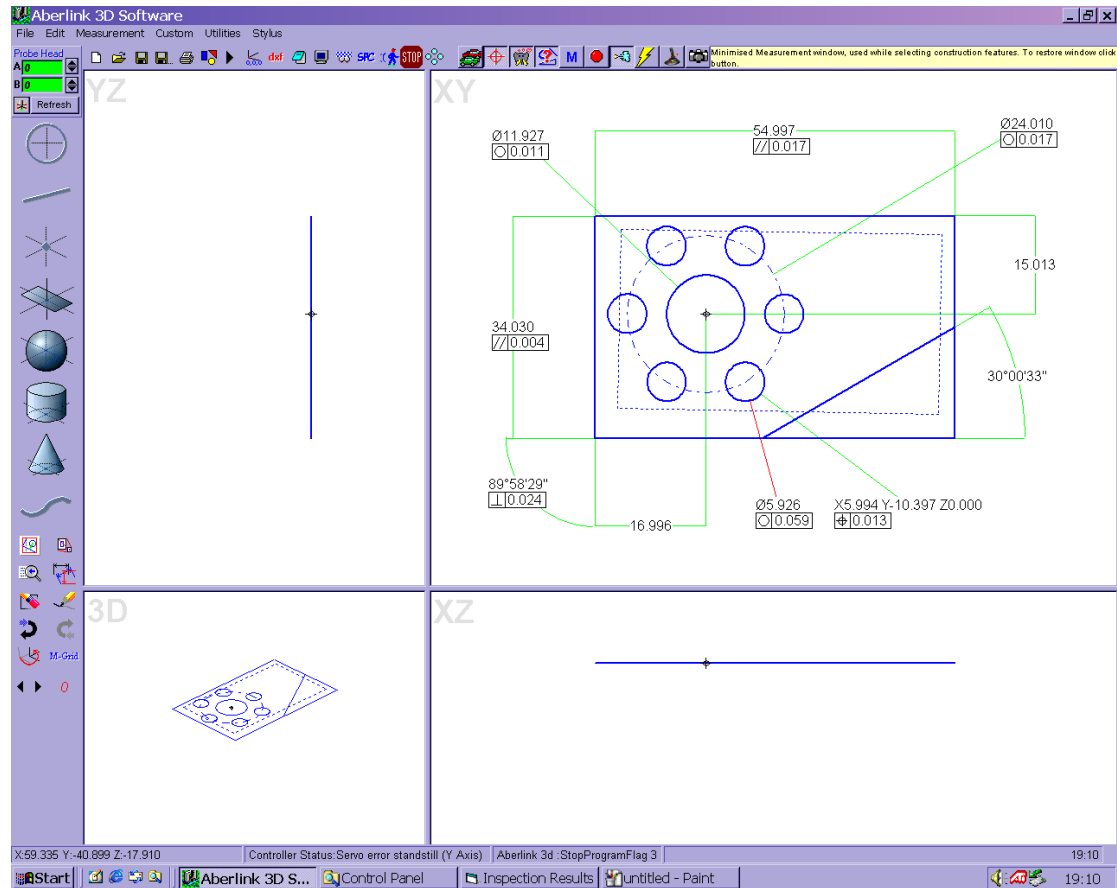 Aberlink 3D Software
File Edit Measurement Custom Utilities Stylus
Probe Head
A 0
B 0
Refresh
dxf
SPC
STOP
M
Minimised Measurement window, used while selecting construction features. To restore window click
button.
YZ
XY
Ø11.927
0.011
54.997
// 0.017
Ø24.010
0.017
15.013
34.030
// 0.004
30°00'33"
89°58'29"
⊥ 0.024
16.996
Ø5.926
0.059
X5.994 Y-10.397 Z0.000
0.013
M-Grid
0
3D
XZ
X:59.335 Y:-40.899 Z:-17.910
Controller Status:Servo error standstill (Y Axis)
Aberlink 3d :StopProgramFlag 3
19:10
Start
Aberlink 3D S...
Control Panel
Inspection Results
untitled - Paint
19:10